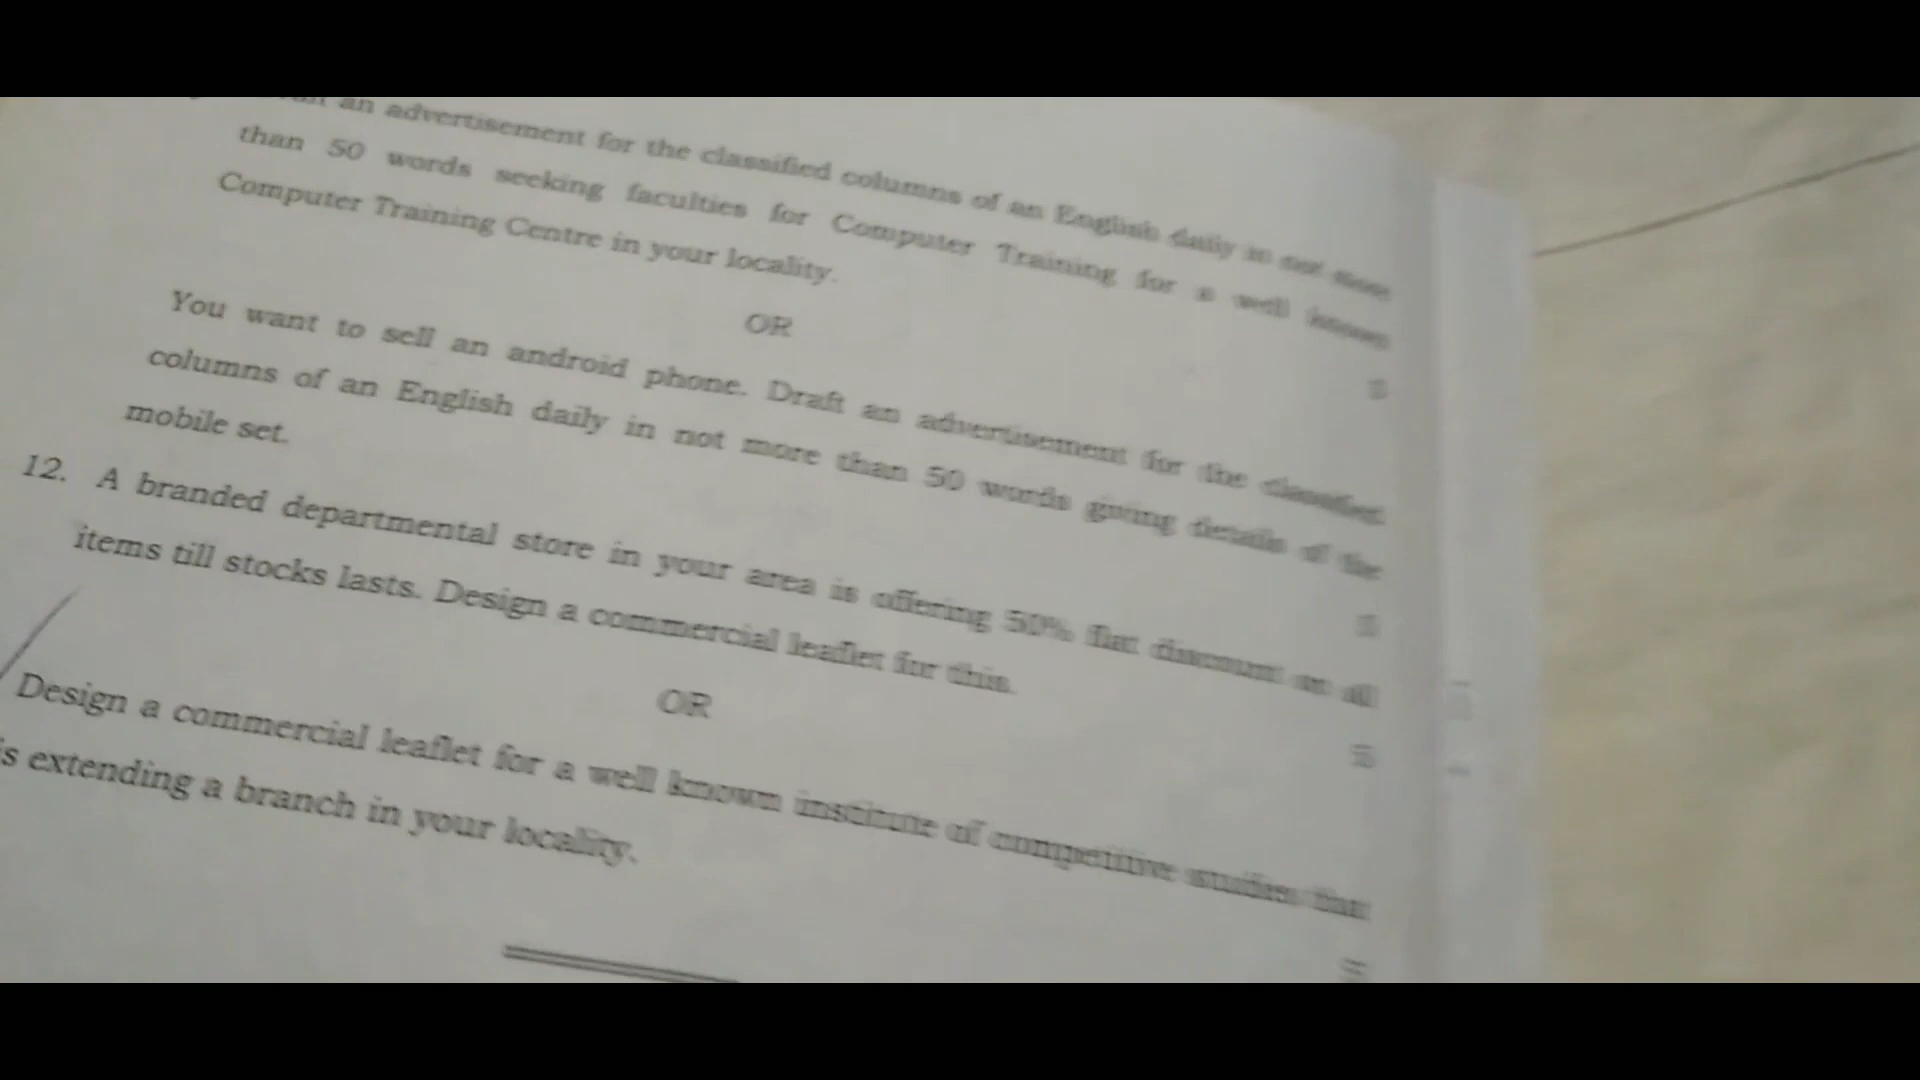 an advertisement for the classified columns of an English daily in not more
than 50 words seeking faculties for Computer Training for a well known
Computer Training Centre in your locality.
OR
You want to sell an android phone. Draft an advertisement for the classified
columns of an English daily in not more than 50 words giving details of the
mobile set.
12. A branded departmental store in your area is offering 50% flat discount on all
items till stocks lasts. Design a commercial leaflet for this.
OR
Design a commercial leaflet for a well known institute of competitive studies that
is extending a branch in your locality.